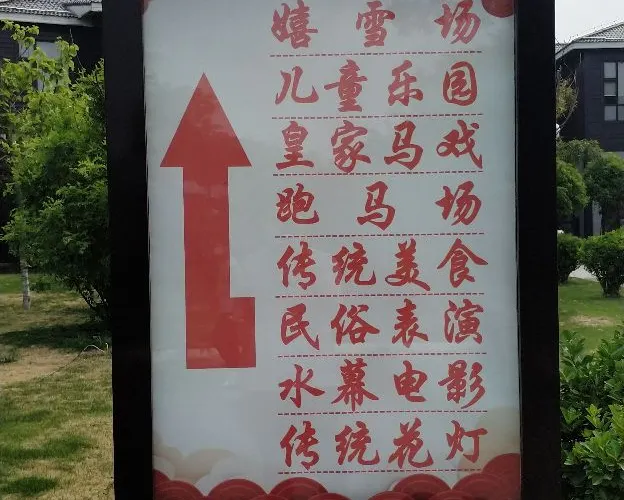 嬉雪场
儿童乐园
皇家马戏
跑马场
传统美食
民俗表演
水幕电影
传统花灯